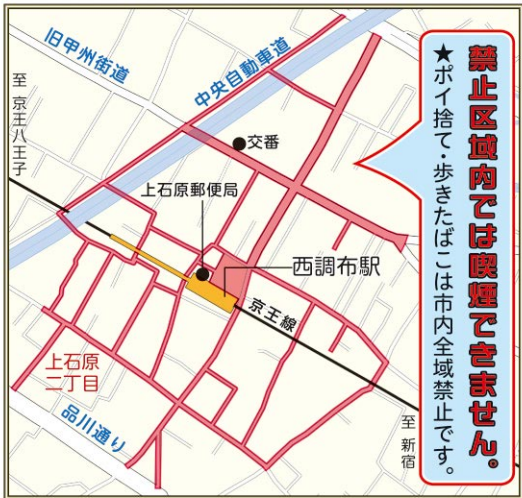 禁止区域内では喫煙できません。
★ポイ捨て・歩きたばこは市内全域禁止です。
旧甲州街道
中央自動車道
至 京王八王子
交番
上石原郵便局
西調布駅
京王線
上石原
二丁目
品川通り
至 新宿